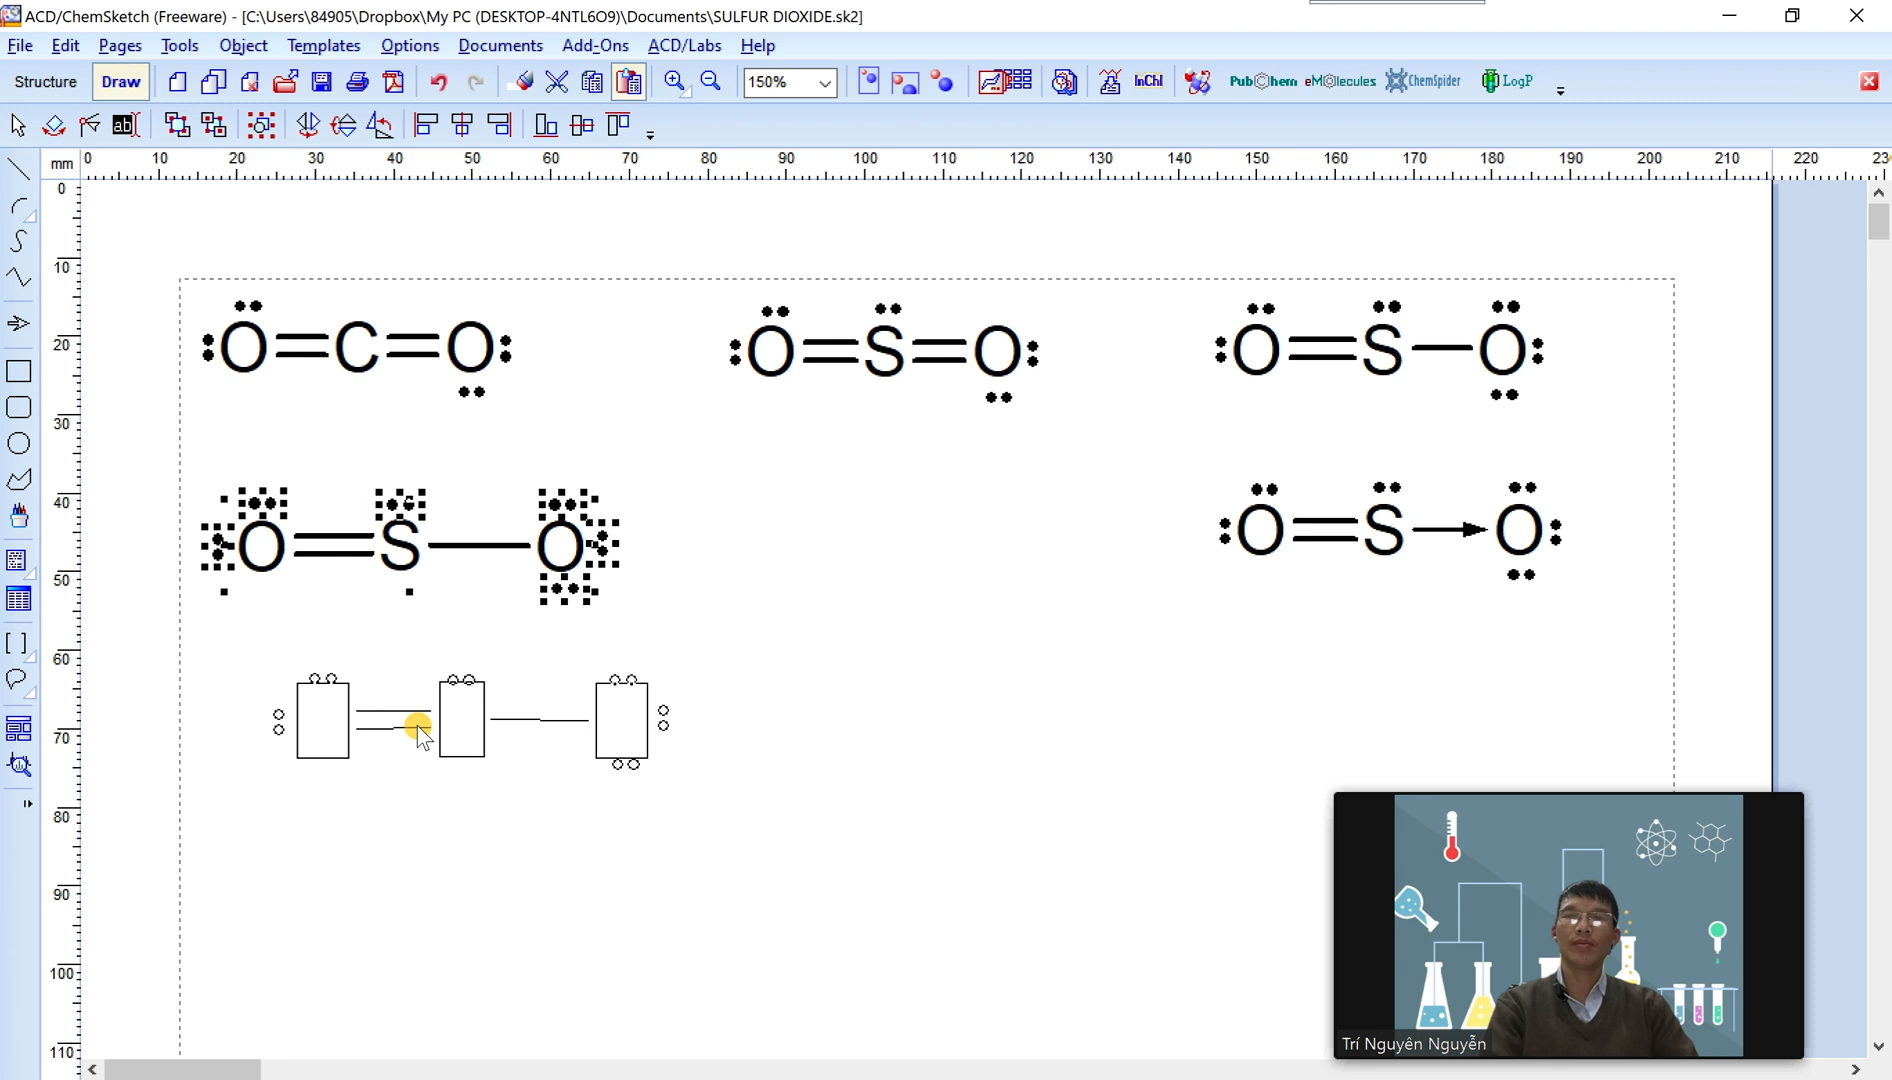 ACD/ChemSketch (Freeware) - [C:\Users\84905\Dropbox\My PC (DESKTOP-4NTL6O9)\Documents\SULFUR DIOXIDE.sk2]
File Edit Pages Tools Object Templates Options Documents Add-Ons ACD/Labs Help
Structure Draw 150% InChI PubChem eMolecules ChemSpider LogP
ab
mm 0 10 20 30 40 50 60 70 80 90 100 110 120 130 140 150 160 170 180 190 200 210 220 23
0
10
20
30
40
50
60
70
80
90
100
110
O=C=O
O=S=O
O=S-O
O=S-O
O=S→O
Trí Nguyên Nguyễn